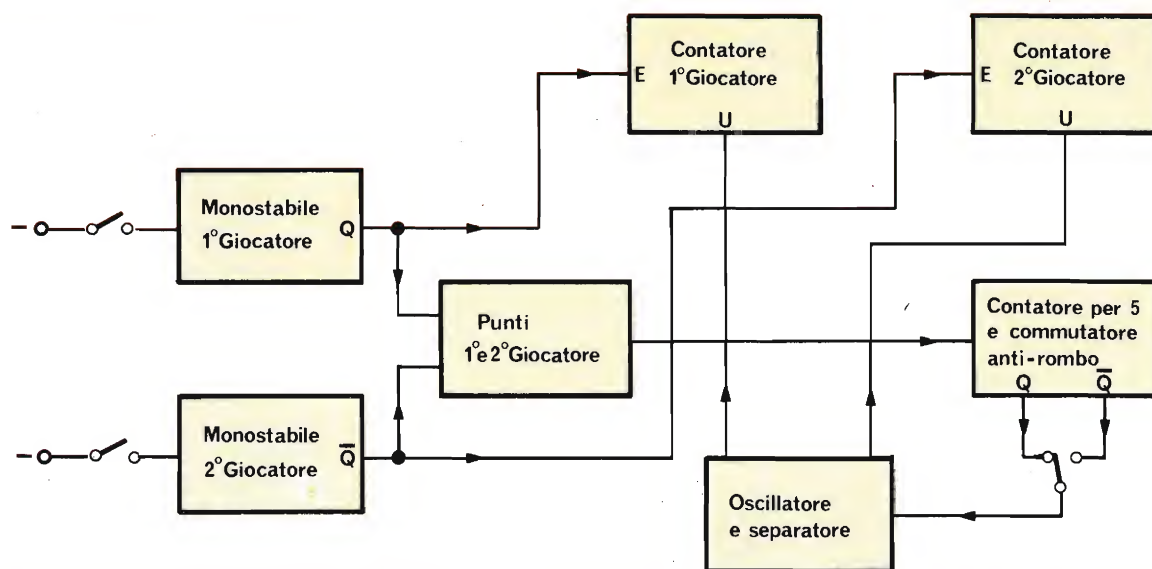 Contatore
1°Giocatore
E
U
Contatore
2°Giocatore
E
U
Monostabile
1°Giocatore
Q
–
Punti
1°e2°Giocatore
Contatore per 5
e commutatore
anti-rombo
Q
Q̅
Monostabile
2°Giocatore
Q̅
–
Oscillatore
e separatore